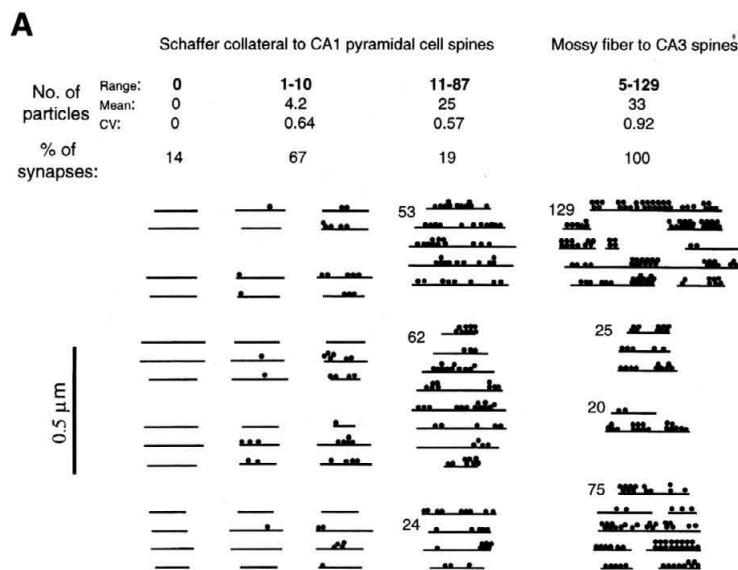 A
Schaffer collateral to CA1 pyramidal cell spines Mossy fiber to CA3 spines*
No. of particles Range: 0 1-10 11-87 5-129
Mean: 0 4.2 25 33
CV: 0 0.64 0.57 0.92
% of synapses: 14 67 19 100
53 129
62 25
20
0.5 µm
75
24